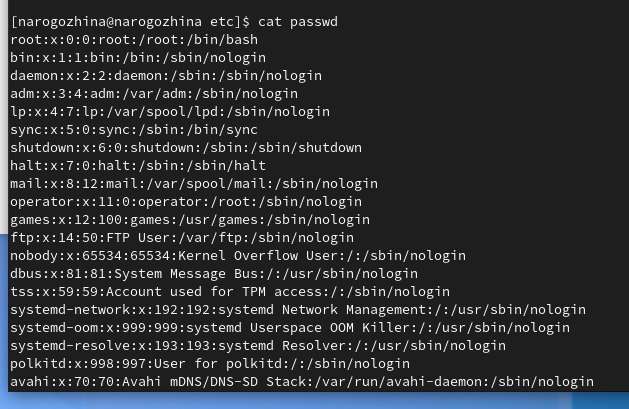 [narogozhina@narogozhina etc]$ cat passwd
root:x:0:0:root:/root:/bin/bash
bin:x:1:1:bin:/bin:/sbin/nologin
daemon:x:2:2:daemon:/sbin:/sbin/nologin
adm:x:3:4:adm:/var/adm:/sbin/nologin
lp:x:4:7:lp:/var/spool/lpd:/sbin/nologin
sync:x:5:0:sync:/sbin:/bin/sync
shutdown:x:6:0:shutdown:/sbin:/sbin/shutdown
halt:x:7:0:halt:/sbin:/sbin/halt
mail:x:8:12:mail:/var/spool/mail:/sbin/nologin
operator:x:11:0:operator:/root:/sbin/nologin
games:x:12:100:games:/usr/games:/sbin/nologin
ftp:x:14:50:FTP User:/var/ftp:/sbin/nologin
nobody:x:65534:65534:Kernel Overflow User:/:/sbin/nologin
dbus:x:81:81:System Message Bus:/:/usr/sbin/nologin
tss:x:59:59:Account used for TPM access:/:/sbin/nologin
systemd-network:x:192:192:systemd Network Management:/:/usr/sbin/nologin
systemd-oom:x:999:999:systemd Userspace OOM Killer:/:/usr/sbin/nologin
systemd-resolve:x:193:193:systemd Resolver:/:/usr/sbin/nologin
polkitd:x:998:997:User for polkitd:/:/sbin/nologin
avahi:x:70:70:Avahi mDNS/DNS-SD Stack:/var/run/avahi-daemon:/sbin/nologin